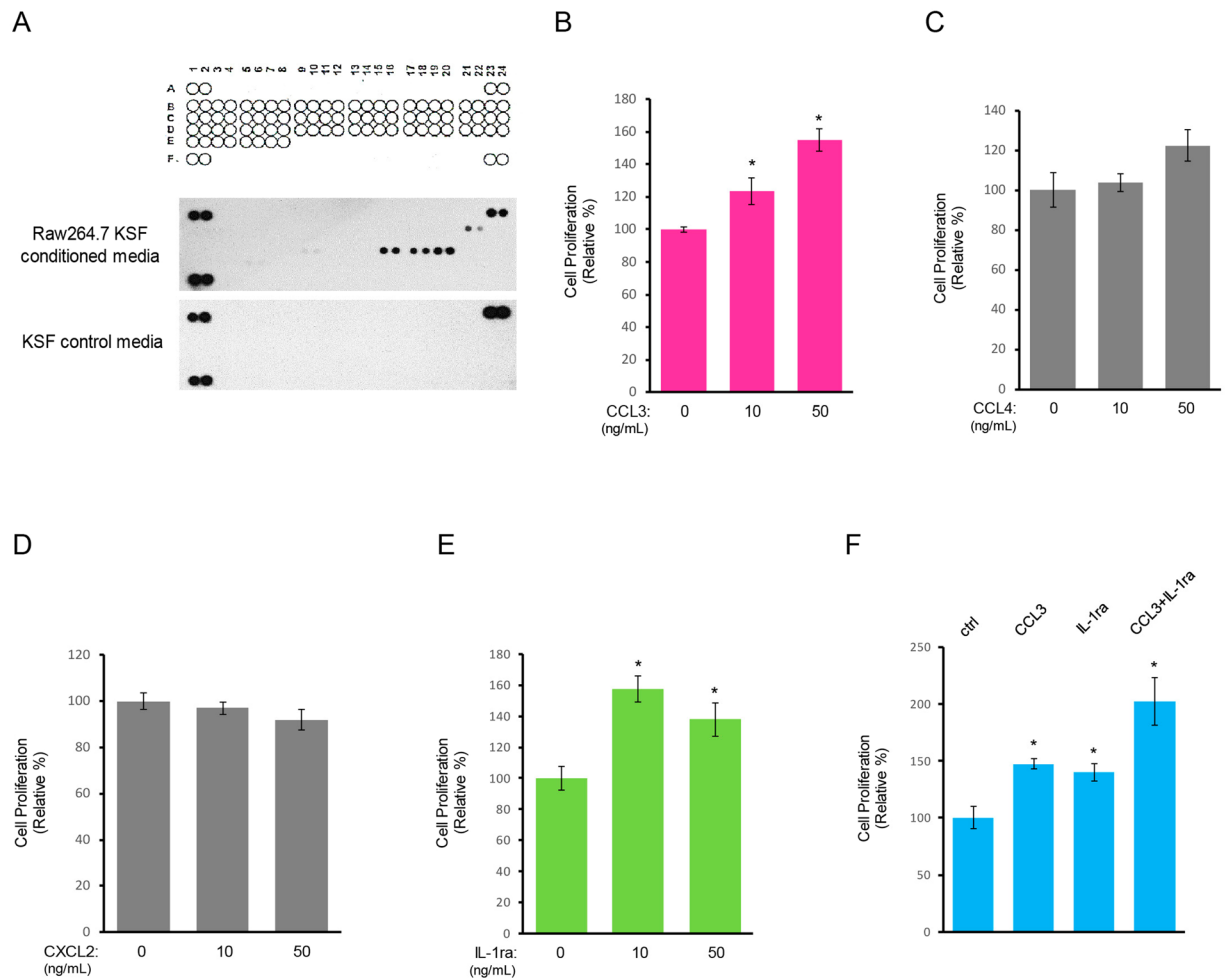 A
1 2 3 4 5 6 7 8 9 10 11 12 13 14 15 16 17 18 19 20 21 22 23 24
A
B
C
D
E
F.
Raw264.7 KSF
conditioned media
KSF control media
B
Cell Proliferation
(Relative %)
180
160
140
120
100
80
60
40
20
0
* *
CCL3: 0 10 50
(ng/mL)
C
Cell Proliferation
(Relative %)
140
120
100
80
60
40
20
0
CCL4: 0 10 50
(ng/mL)
D
Cell Proliferation
(Relative %)
120
100
80
60
40
20
0
CXCL2: 0 10 50
(ng/mL)
E
Cell Proliferation
(Relative %)
180
160
140
120
100
80
60
40
20
0
* *
IL-1ra: 0 10 50
(ng/mL)
F
ctrl CCL3 IL-1ra CCL3+IL-1ra
Cell Proliferation
(Relative %)
250
200
150
100
50
0
* * *